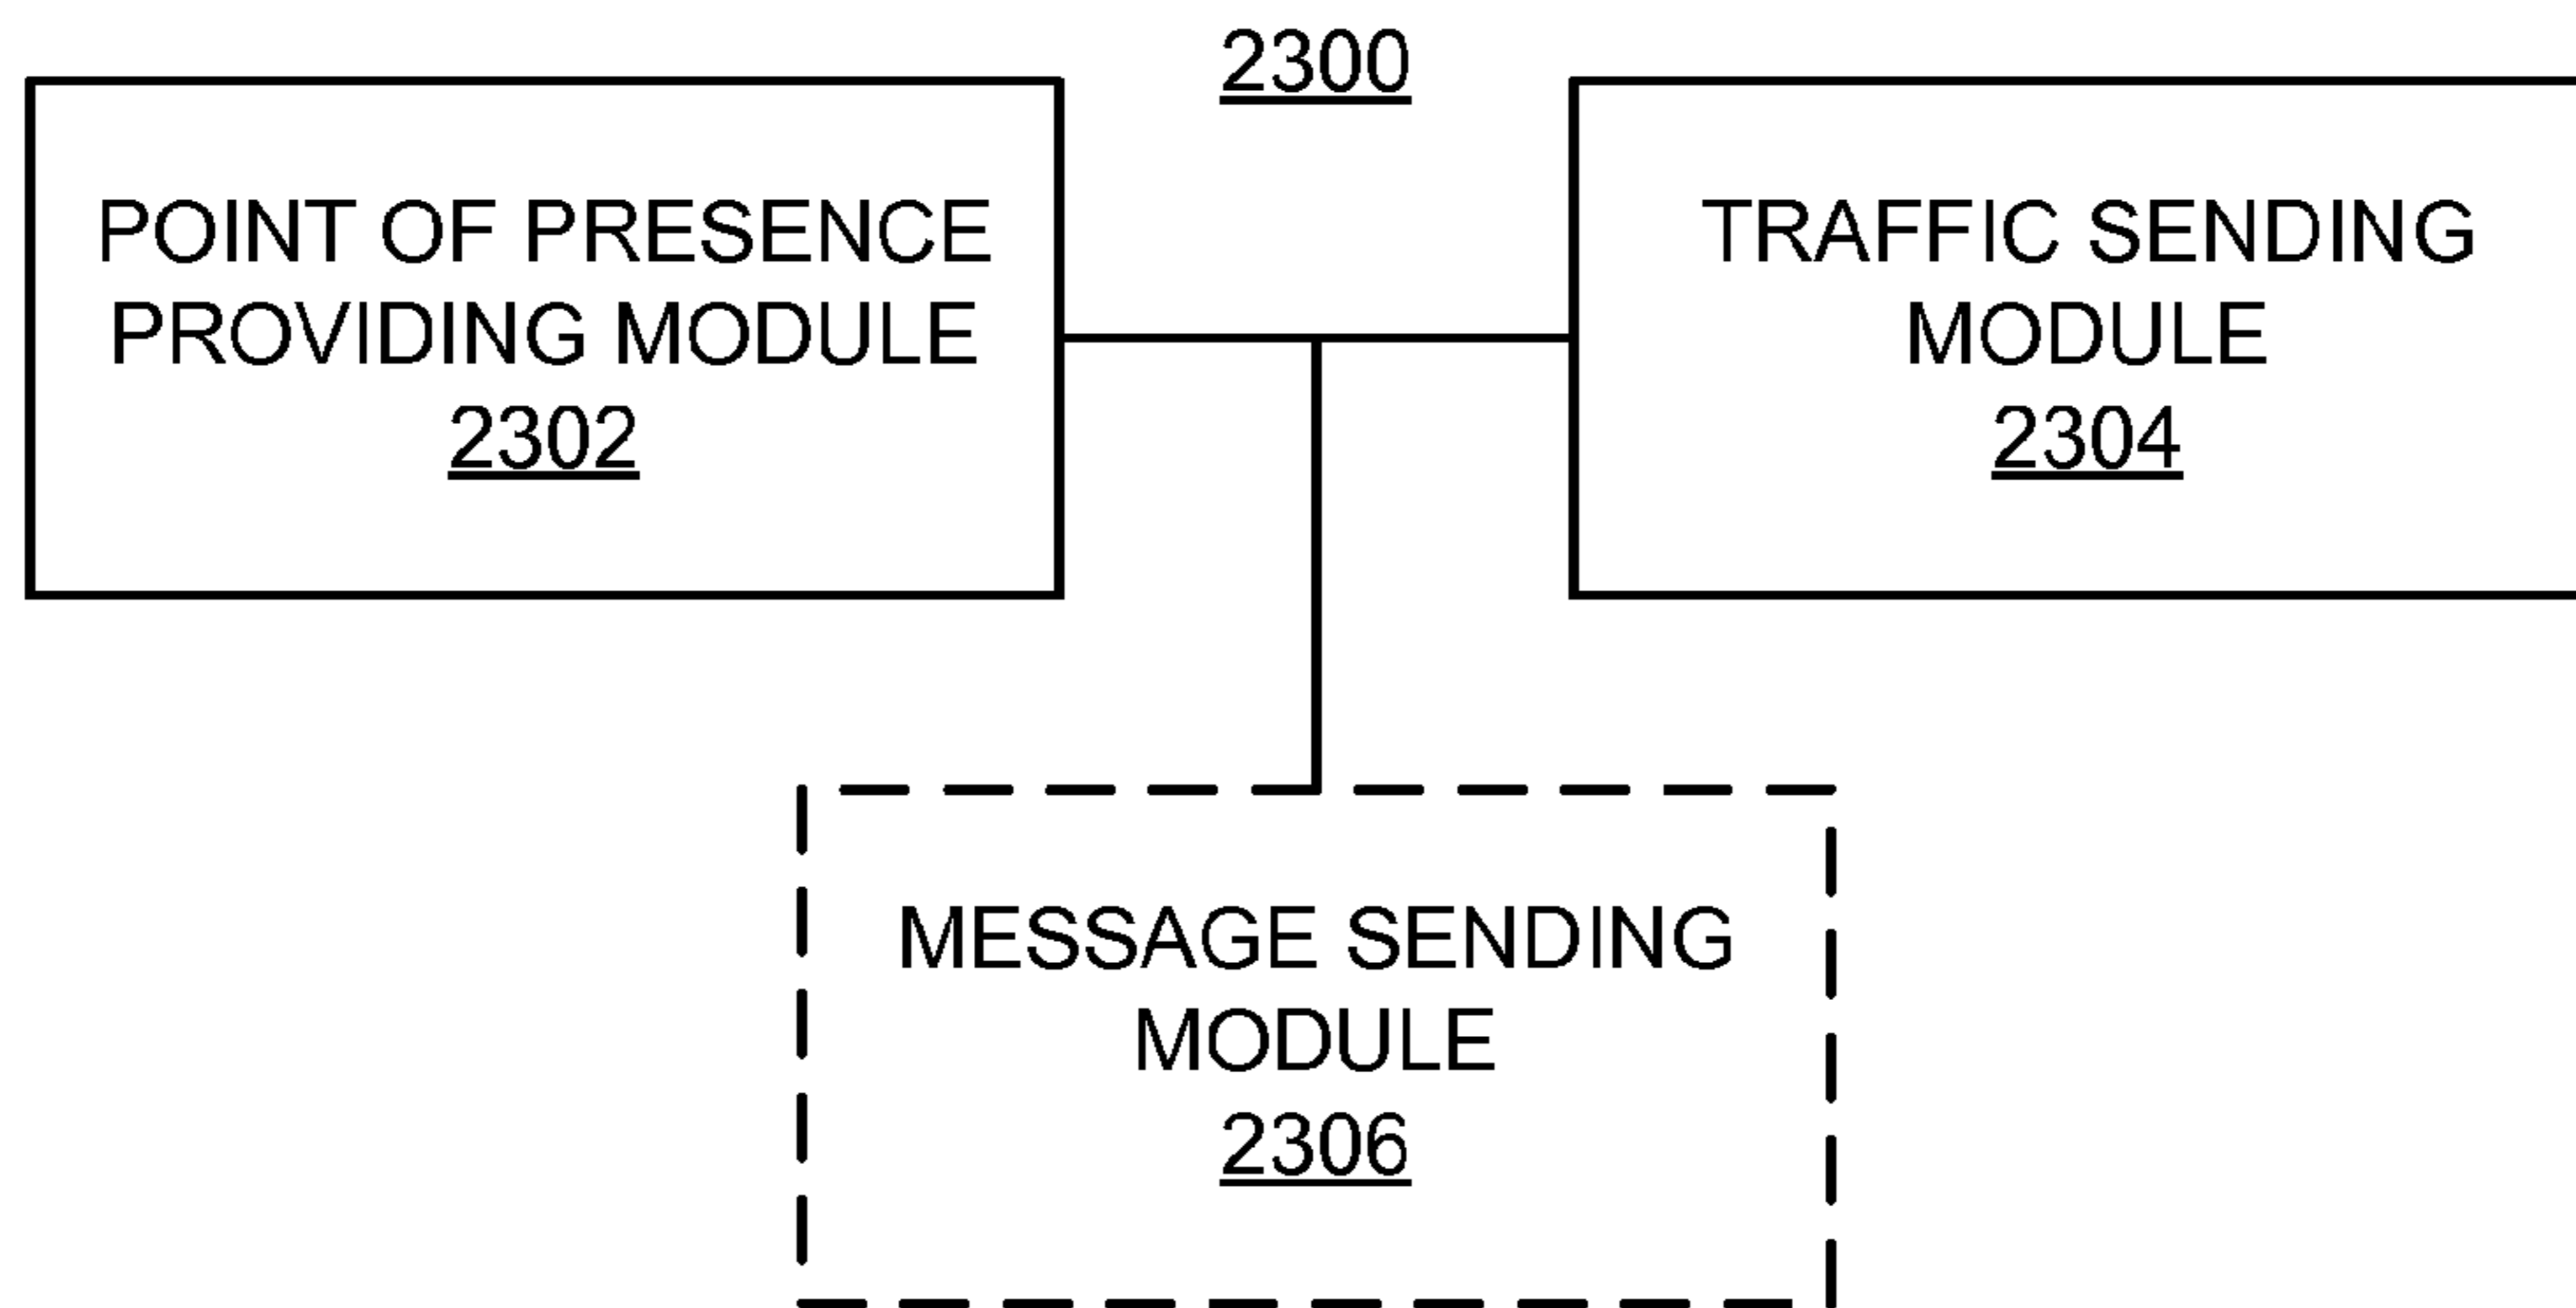 2300
POINT OF PRESENCE
PROVIDING MODULE
2302
TRAFFIC SENDING
MODULE
2304
MESSAGE SENDING
MODULE
2306